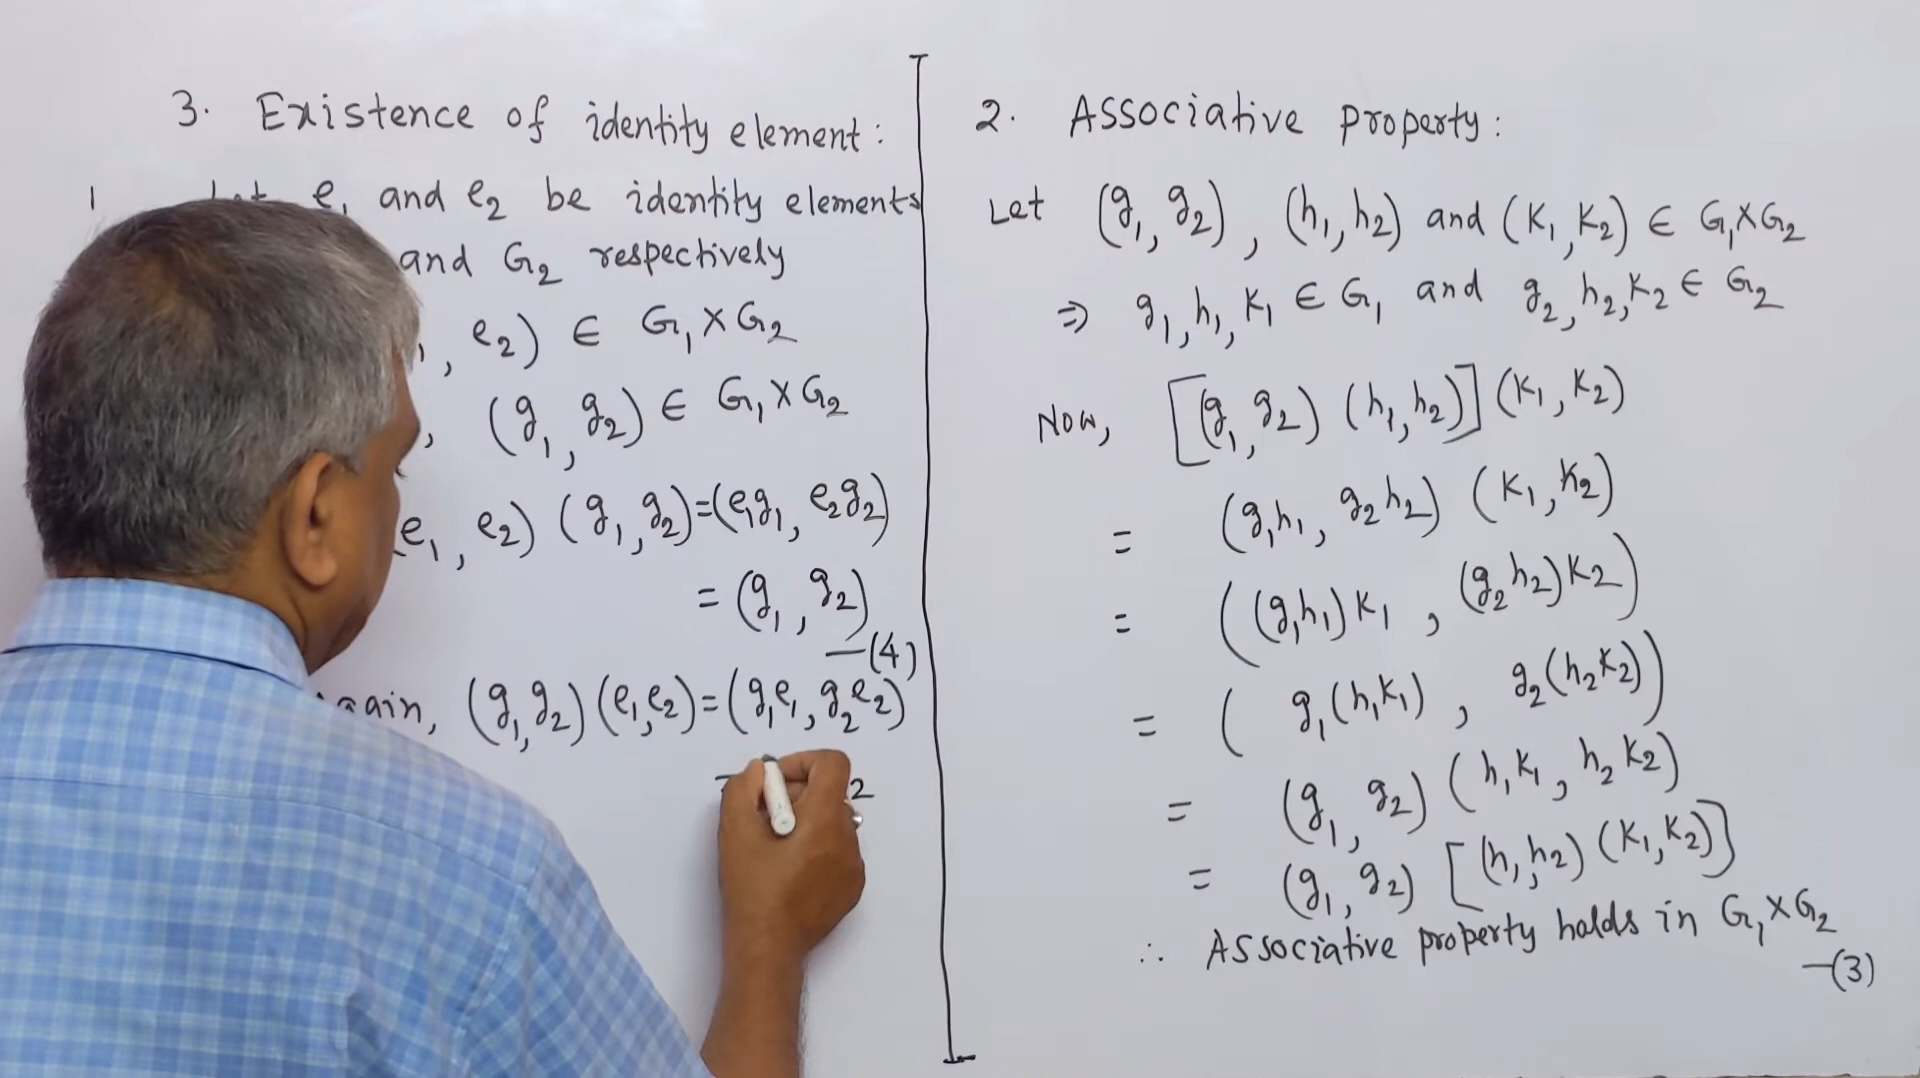 3. Existence of identity element:
e₁ and e₂ be identity elements
and G₂ respectively
, e₂) ∈ G₁×G₂
, (g₁, g₂) ∈ G₁×G₂
(e₁, e₂) (g₁, g₂)=(e₁g₁, e₂g₂)
= (g₁, g₂)
—(4)
(g₁,g₂)(e₁,e₂)=(g₁e₁, g₂e₂)
2
2. Associative property:
Let (g₁, g₂), (h₁, h₂) and (K₁, K₂) ∈ G₁×G₂
⇒ g₁, h₁, K₁ ∈ G₁ and g₂, h₂, K₂ ∈ G₂
Now, [(g₁, g₂) (h₁, h₂)] (K₁, K₂)
= (g₁h₁, g₂h₂) (K₁, K₂)
= ((g₁h₁)K₁, (g₂h₂)K₂)
= ( g₁(h₁K₁), g₂(h₂K₂))
= (g₁, g₂) (h₁K₁, h₂K₂)
= (g₁, g₂) [(h₁,h₂) (K₁,K₂)]
∴ Associative property holds in G₁×G₂
—(3)